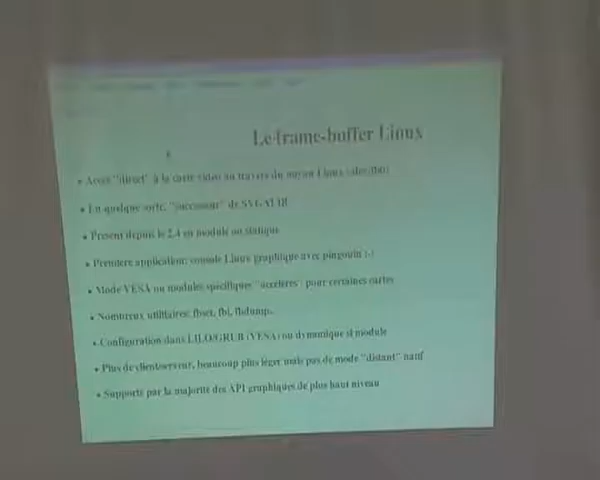 Le frame-buffer Linux
• Accès "direct" à la carte vidéo au travers du noyau Linux (/dev/fb0)
• En quelque sorte, "successeur" de SVGALIB
• Présent depuis le 2.4 en module ou statique
• Première application: console Linux graphique avec pingouin :-)
• Mode VESA ou modules spécifiques "accélérés" pour certaines cartes
• Nombreux utilitaires: fbset, fbi, fbdump,
• Configuration dans LILO/GRUB (VESA) ou dynamique si module
• Plus de client/serveur, beaucoup plus léger mais pas de mode "distant" natif
• Supporté par la majorité des API graphiques de plus haut niveau